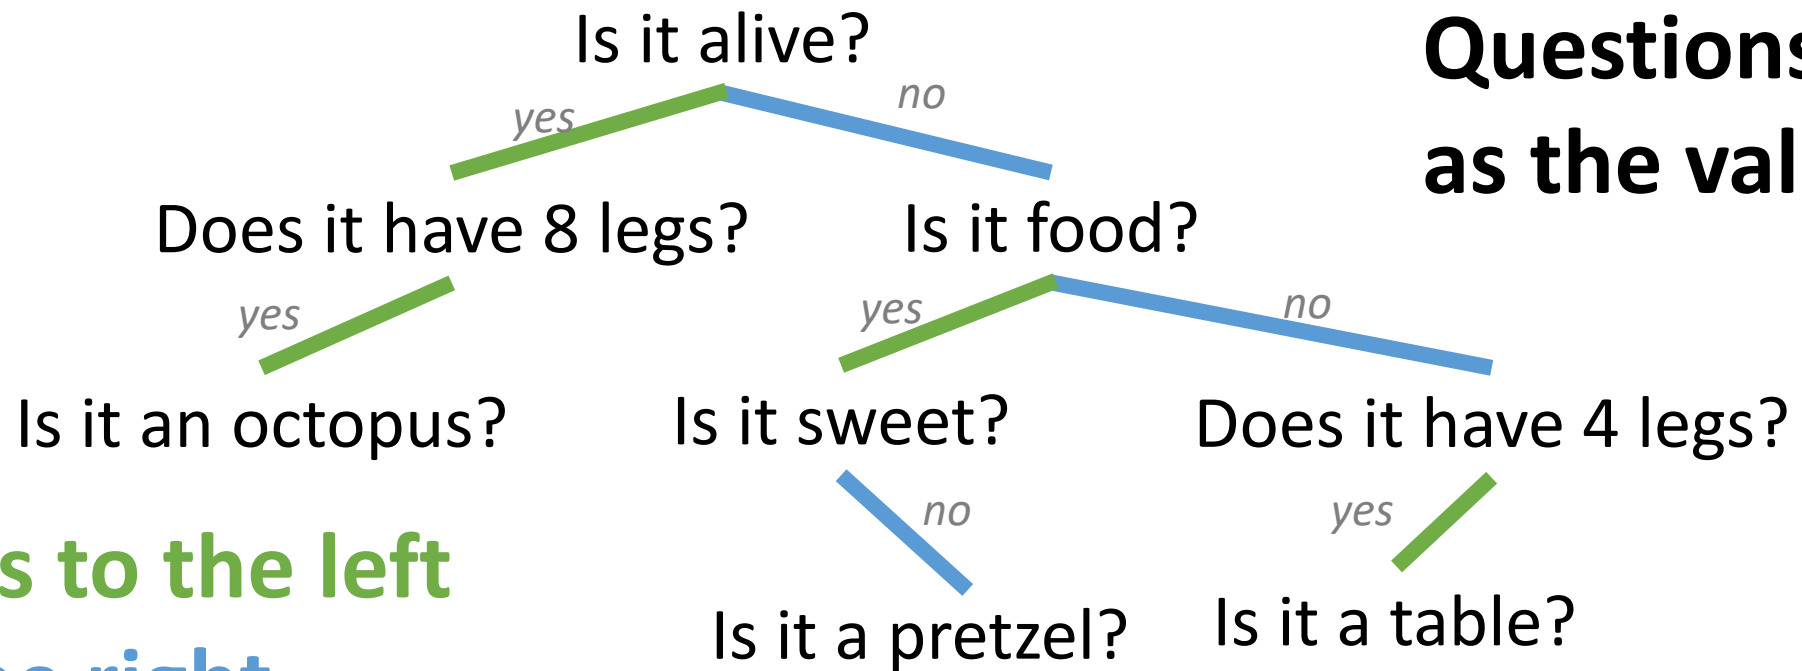 Is it alive?
Questions
as the val
yes
no
Does it have 8 legs?
Is it food?
yes
yes
no
Is it an octopus?
Is it sweet?
Does it have 4 legs?
no
yes
s to the left
right
Is it a pretzel?
Is it a table?